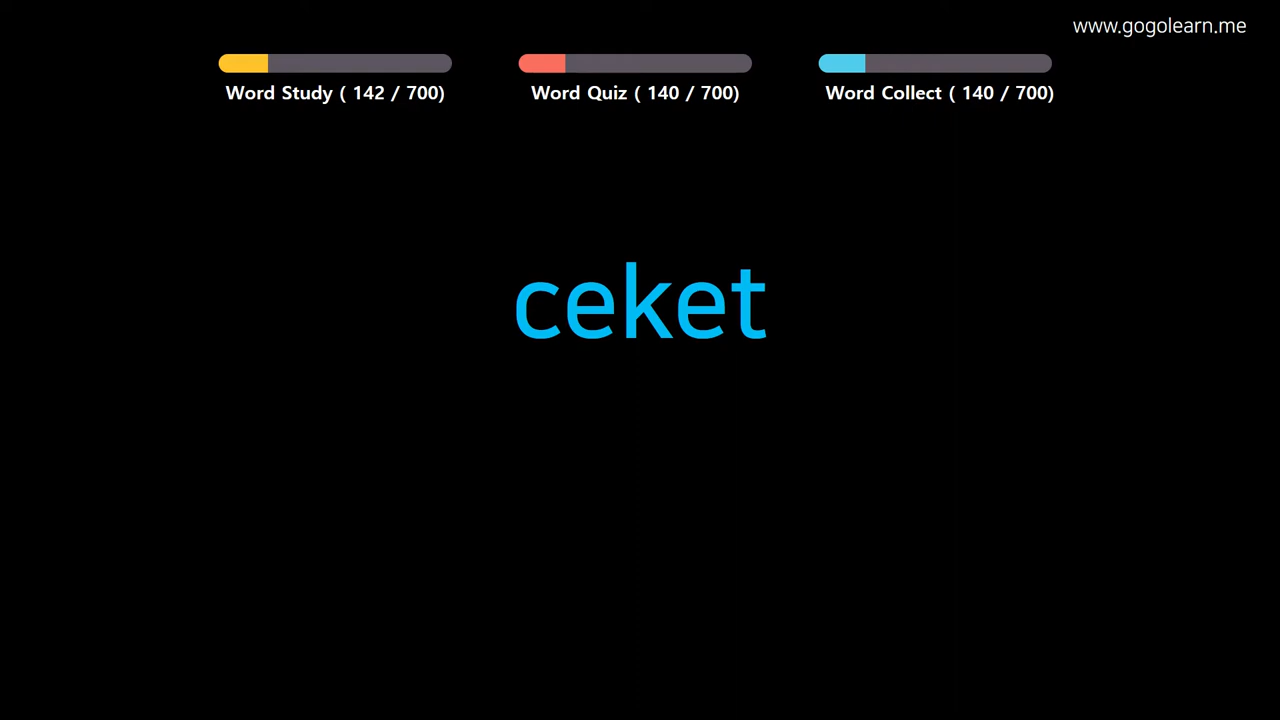 www.gogolearn.me
Word Study ( 142 / 700)
Word Quiz ( 140 / 700)
Word Collect ( 140 / 700)
ceket